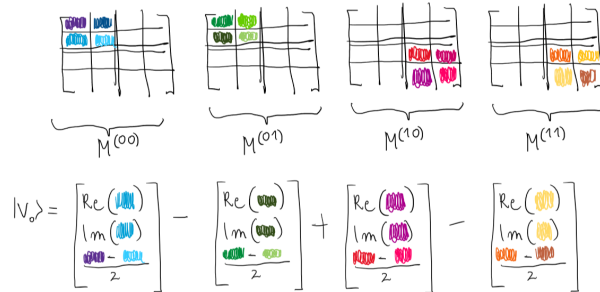 M(00) M(01) M(10) M(11)
|V₀⟩ = [ Re( ) − [ Re( ) + [ Re( ) − [ Re( )
Im( ) Im( ) Im( ) Im( )
- - - -
2 2 2 2